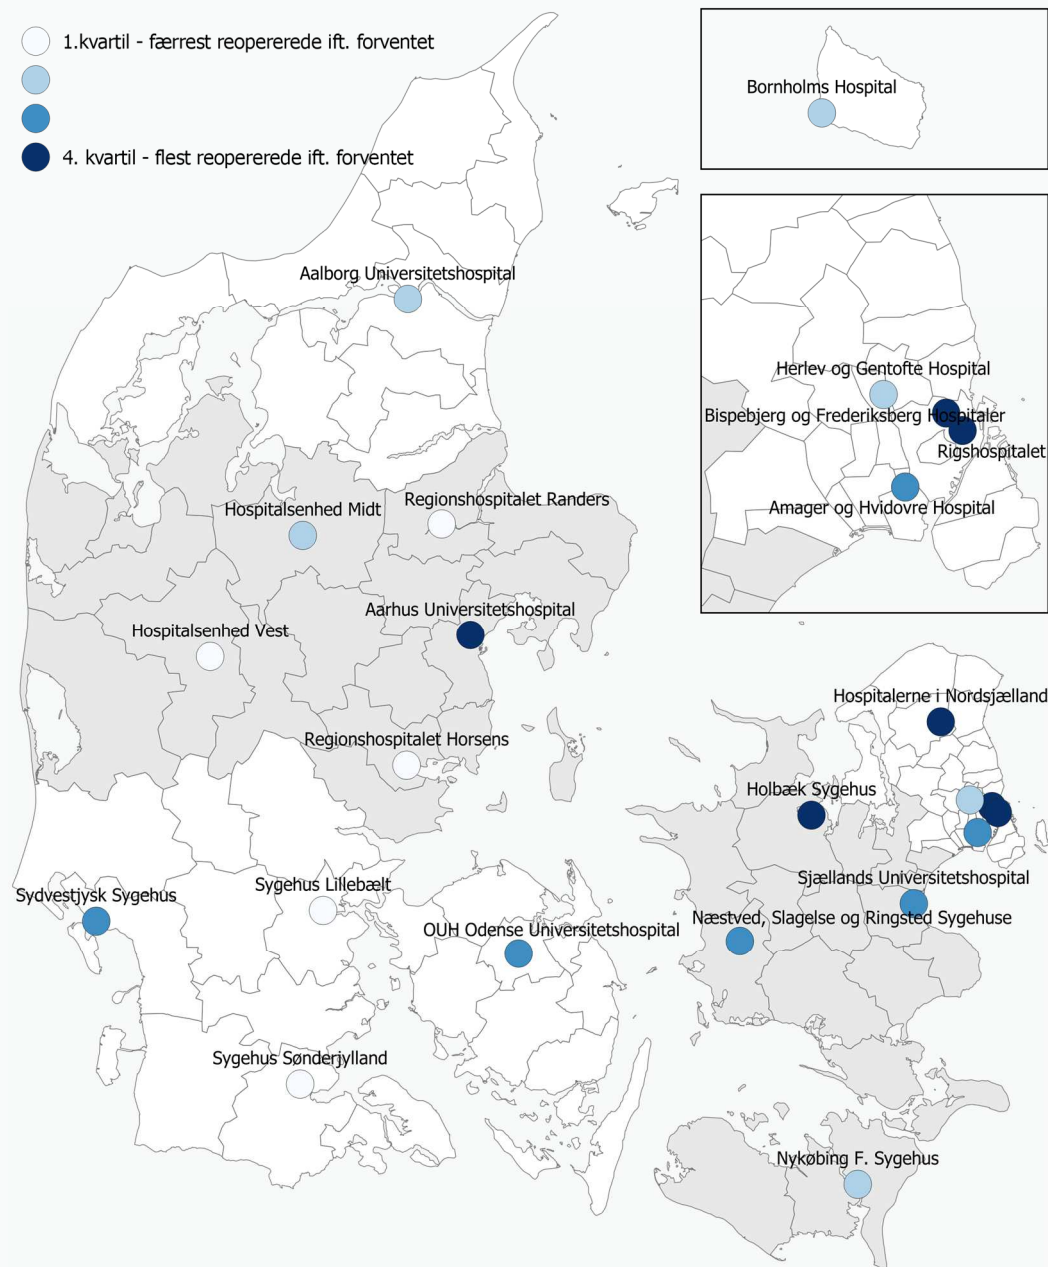 1.kvartil - færrest reopererede ift. forventet
4. kvartil - flest reopererede ift. forventet
Bornholms Hospital
Aalborg Universitetshospital
Herlev og Gentofte Hospital
Bispebjerg og Frederiksberg Hospitaler
Rigshospitalet
Amager og Hvidovre Hospital
Regionshospitalet Randers
Hospitalsenhed Midt
Aarhus Universitetshospital
Hospitalsenhed Vest
Hospitalerne i Nordsjælland
Regionshospitalet Horsens
Holbæk Sygehus
Sjællands Universitetshospital
Sygehus Lillebælt
Sydvestjysk Sygehus
Næstved, Slagelse og Ringsted Sygehuse
OUH Odense Universitetshospital
Sygehus Sønderjylland
Nykøbing F. Sygehus